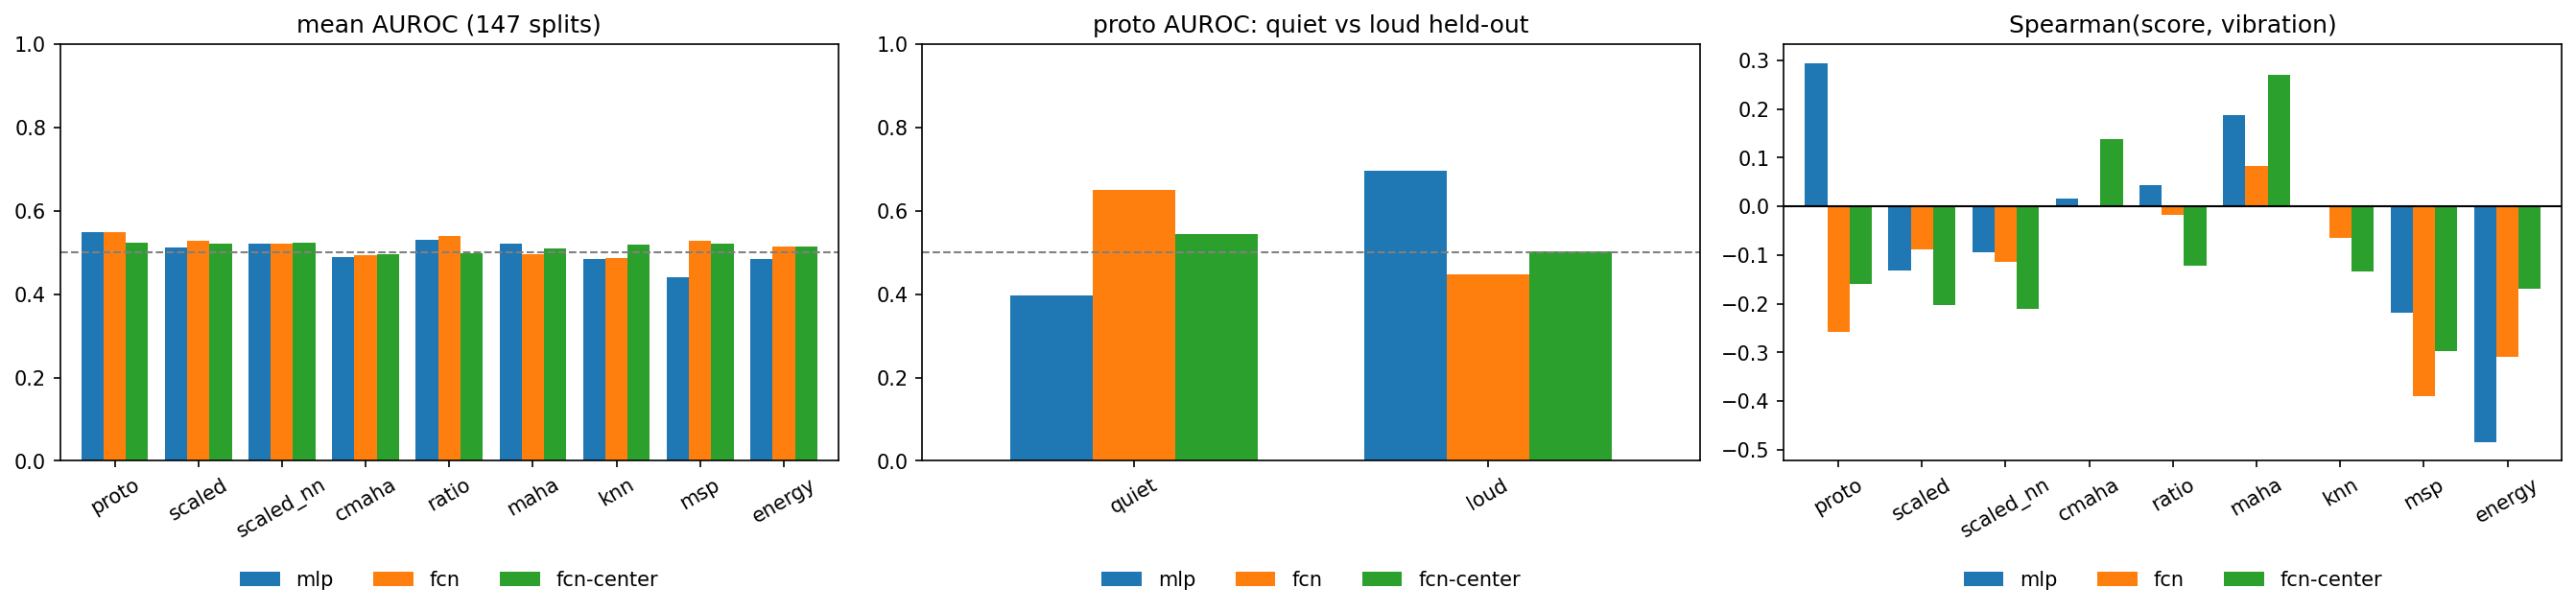 mean AUROC (147 splits)
1.0
0.8
0.6
0.4
0.2
0.0
proto scaled scaled_nn cmaha ratio maha knn msp energy
mlp fcn fcn-center
proto AUROC: quiet vs loud held-out
1.0
0.8
0.6
0.4
0.2
0.0
quiet loud
mlp fcn fcn-center
Spearman(score, vibration)
0.3
0.2
0.1
0.0
−0.1
−0.2
−0.3
−0.4
−0.5
proto scaled scaled_nn cmaha ratio maha knn msp energy
mlp fcn fcn-center